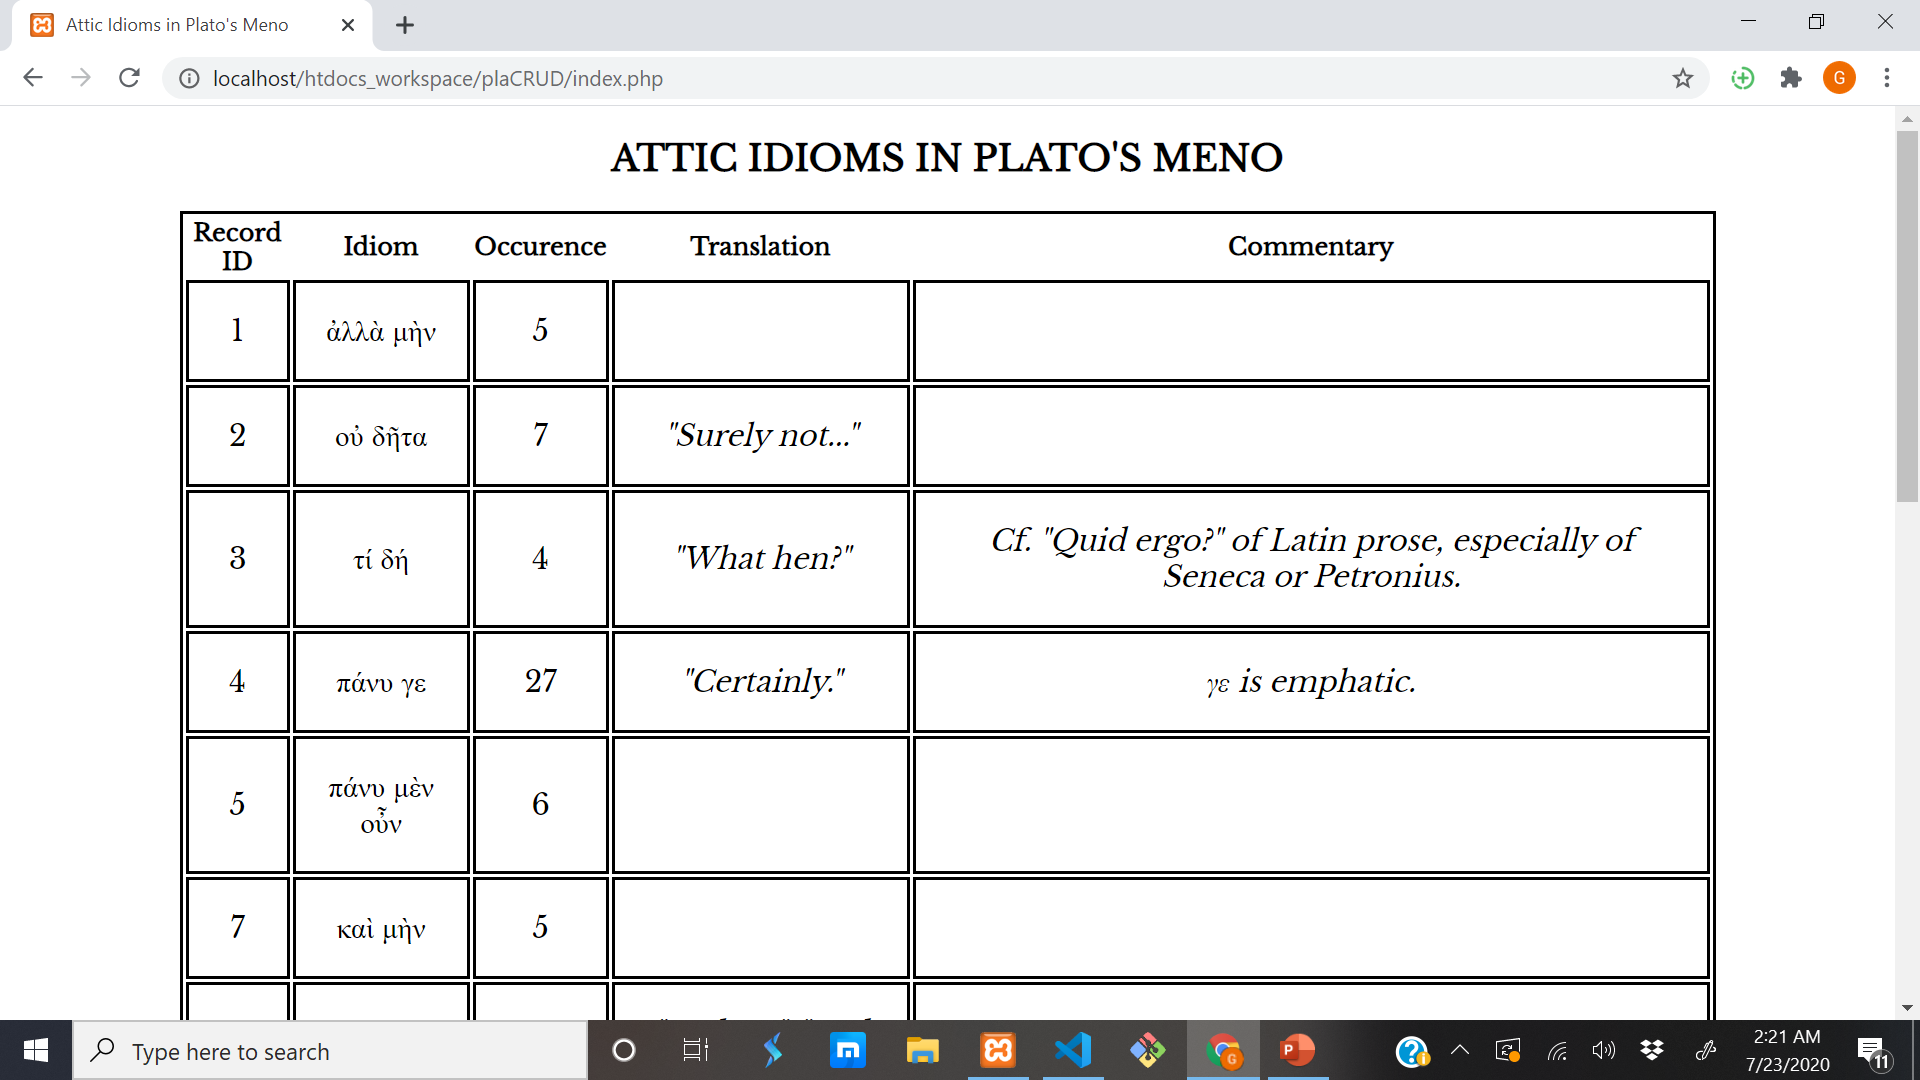 Attic Idioms in Plato's Meno
localhost/htdocs_workspace/plaCRUD/index.php
G
ATTIC IDIOMS IN PLATO'S MENO
Record ID Idiom Occurence Translation Commentary
1 ἀλλὰ μὴν 5
2 οὐ δῆτα 7 "Surely not..."
3 τί δή 4 "What hen?" Cf. "Quid ergo?" of Latin prose, especially of
Seneca or Petronius.
4 πάνυ γε 27 "Certainly." γε is emphatic.
5 πάνυ μὲν
οὖν 6
7 καὶ μὴν 5
Type here to search
2:21 AM
7/23/2020
11